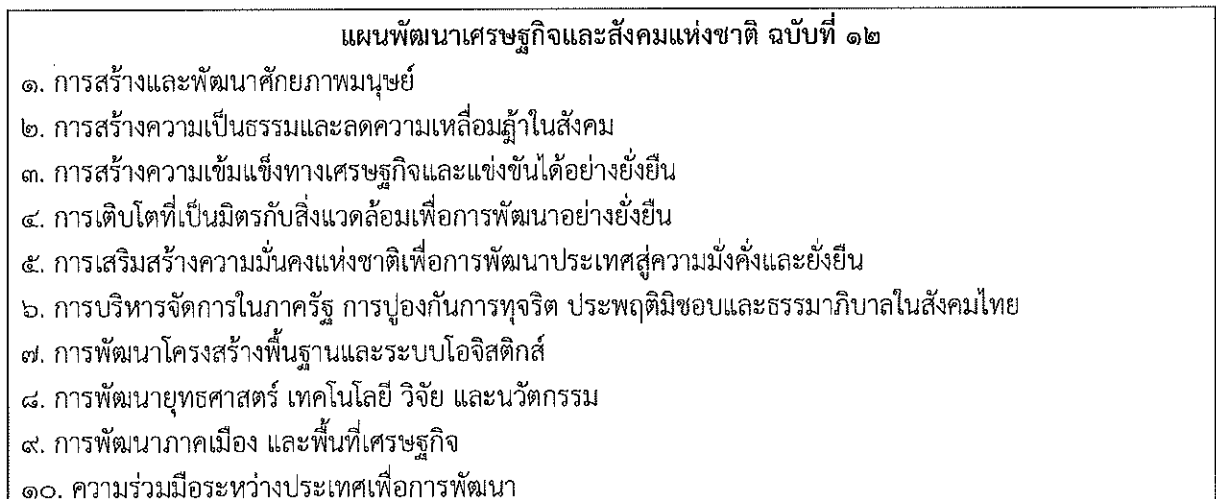 แผนพัฒนาเศรษฐกิจและสังคมแห่งชาติ ฉบับที่ ๑๒
๑. การสร้างและพัฒนาศักยภาพมนุษย์
๒. การสร้างความเป็นธรรมและลดความเหลื่อมฎ้าในสังคม
๓. การสร้างความเข้มแข็งทางเศรษฐกิจและแข่งขันได้อย่างยั่งยืน
๔. การเติบโตที่เป็นมิตรกับสิ่งแวดล้อมเพื่อการพัฒนาอย่างยั่งยืน
๕. การเสริมสร้างความมั่นคงแห่งชาติเพื่อการพัฒนาประเทศสู่ความมั่งคั่งและยั่งยืน
๖. การบริหารจัดการในภาครัฐ การปูองกันการทุจริต ประพฤติมิชอบและธรรมาภิบาลในสังคมไทย
๗. การพัฒนาโครงสร้างพื้นฐานและระบบโอจิสติกส์
๘. การพัฒนายุทธศาสตร์ เทคโนโลยี วิจัย และนวัตกรรม
๙. การพัฒนาภาคเมือง และพื้นที่เศรษฐกิจ
๑๐. ความร่วมมือระหว่างประเทศเพื่อการพัฒนา